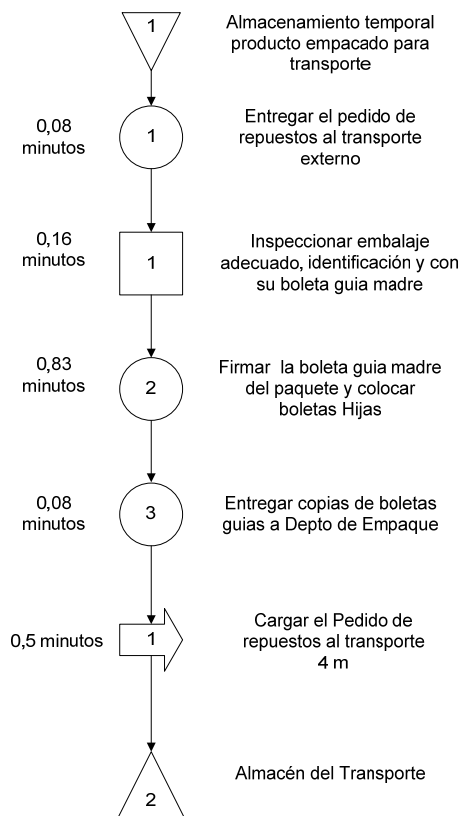 1
Almacenamiento temporal
producto empacado para
transporte
0,08
minutos
1
Entregar el pedido de
repuestos al transporte
externo
0,16
minutos
1
Inspeccionar embalaje
adecuado, identificación y con
su boleta guia madre
0,83
minutos
2
Firmar la boleta guia madre
del paquete y colocar
boletas Hijas
0,08
minutos
3
Entregar copias de boletas
guias a Depto de Empaque
0,5 minutos
1
Cargar el Pedido de
repuestos al transporte
4 m
2
Almacén del Transporte